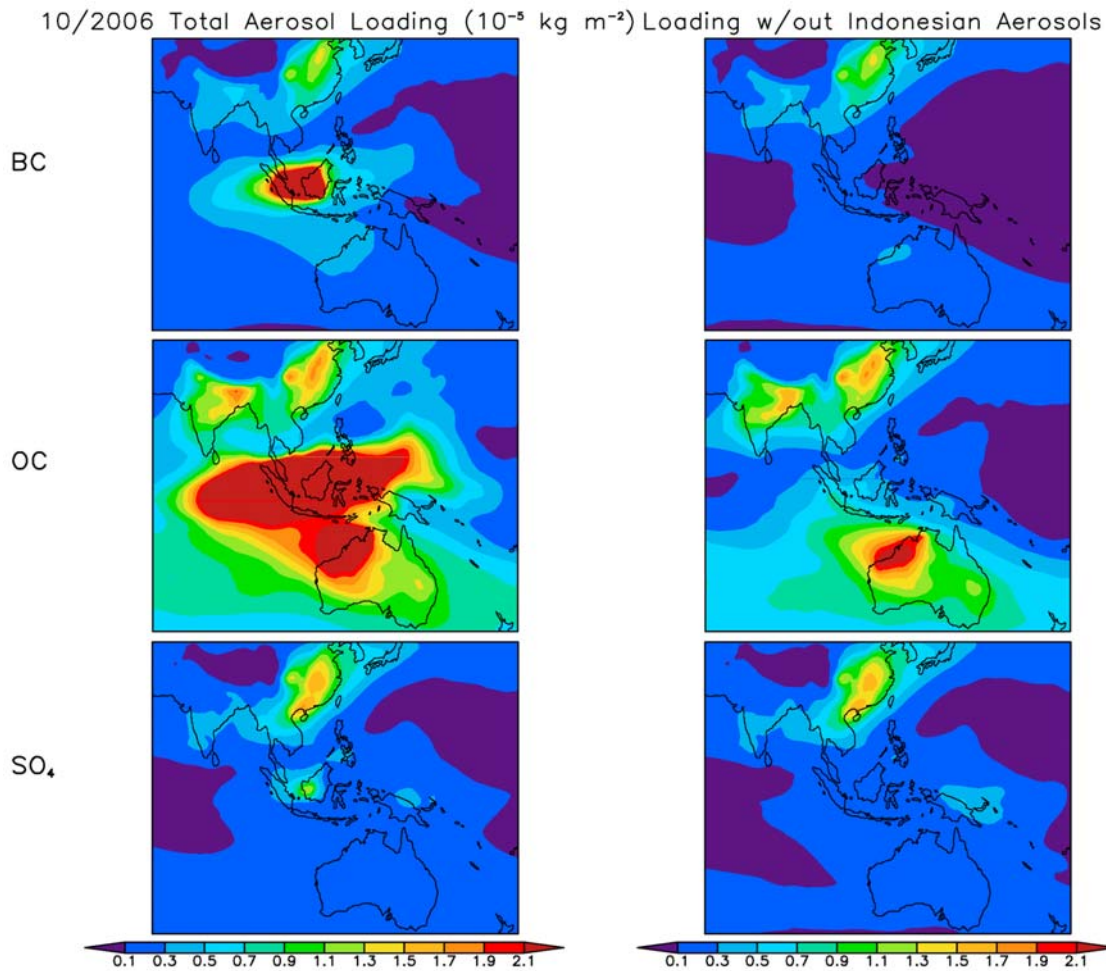 10/2006 Total Aerosol Loading (10⁻⁵ kg m⁻²) Loading w/out Indonesian Aerosols
BC
OC
SO₄
0.1 0.3 0.5 0.7 0.9 1.1 1.3 1.5 1.7 1.9 2.1
0.1 0.3 0.5 0.7 0.9 1.1 1.3 1.5 1.7 1.9 2.1